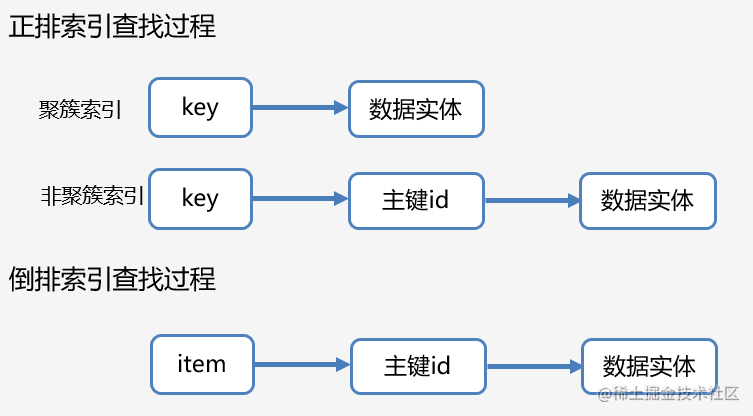 正排索引查找过程
聚簇索引 key 数据实体
非聚簇索引 key 主键id 数据实体
倒排索引查找过程
item 主键id 数据实体
@稀土掘金技术社区